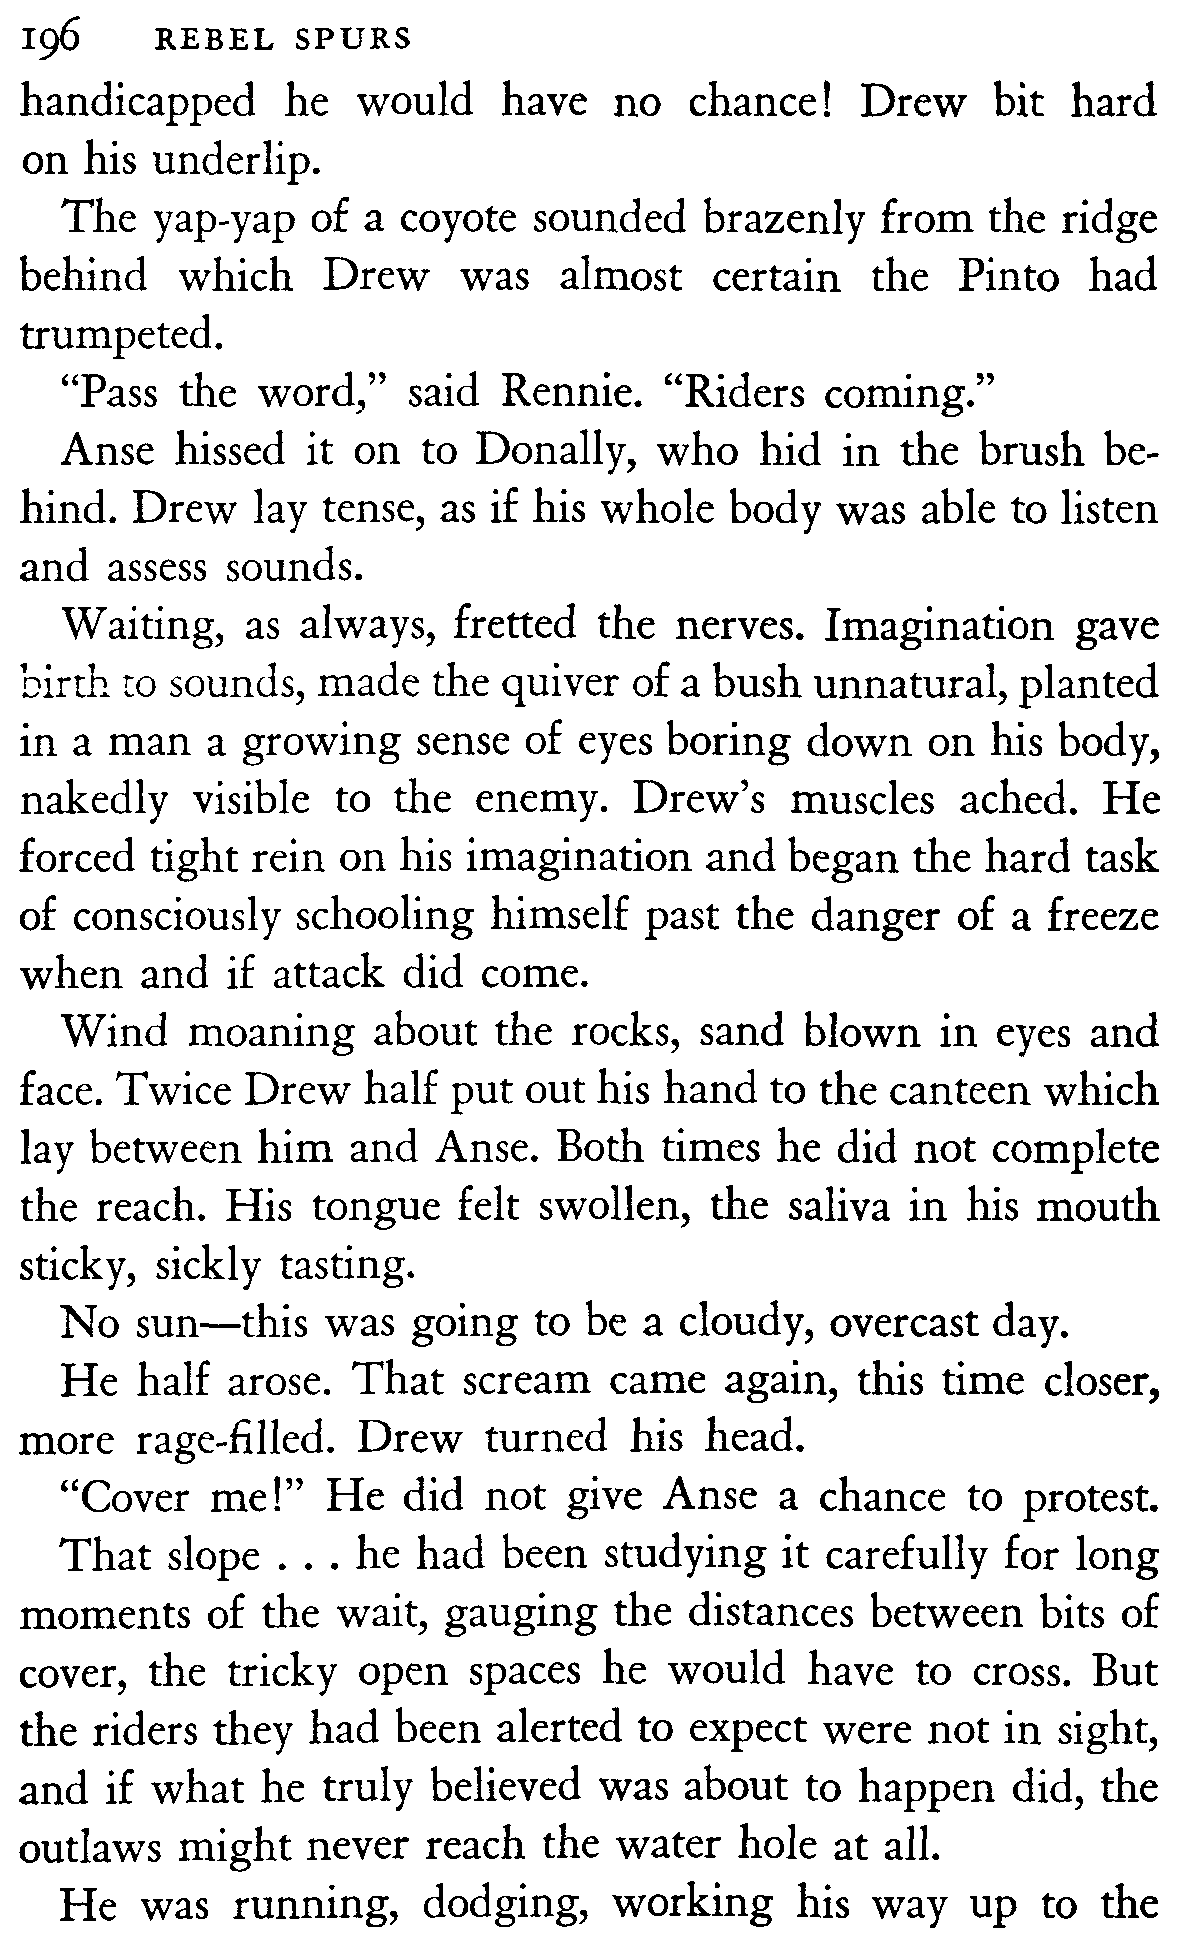 196 REBEL SPURS
handicapped he would have no chance! Drew bit hard
on his underlip.
The yap-yap of a coyote sounded brazenly from the ridge
behind which Drew was almost certain the Pinto had
trumpeted.
“Pass the word,” said Rennie. “Riders coming.”
Anse hissed it on to Donally, who hid in the brush be-
hind. Drew lay tense, as if his whole body was able to listen
and assess sounds.
Waiting, as always, fretted the nerves. Imagination gave
birth to sounds, made the quiver of a bush unnatural, planted
in a man a growing sense of eyes boring down on his body,
nakedly visible to the enemy. Drew’s muscles ached. He
forced tight rein on his imagination and began the hard task
of consciously schooling himself past the danger of a freeze
when and if attack did come.
Wind moaning about the rocks, sand blown in eyes and
face. Twice Drew half put out his hand to the canteen which
lay between him and Anse. Both times he did not complete
the reach. His tongue felt swollen, the saliva in his mouth
sticky, sickly tasting.
No sun—this was going to be a cloudy, overcast day.
He half arose. That scream came again, this time closer,
more rage-filled. Drew turned his head.
“Cover me!” He did not give Anse a chance to protest.
That slope . . . he had been studying it carefully for long
moments of the wait, gauging the distances between bits of
cover, the tricky open spaces he would have to cross. But
the riders they had been alerted to expect were not in sight,
and if what he truly believed was about to happen did, the
outlaws might never reach the water hole at all.
He was running, dodging, working his way up to the